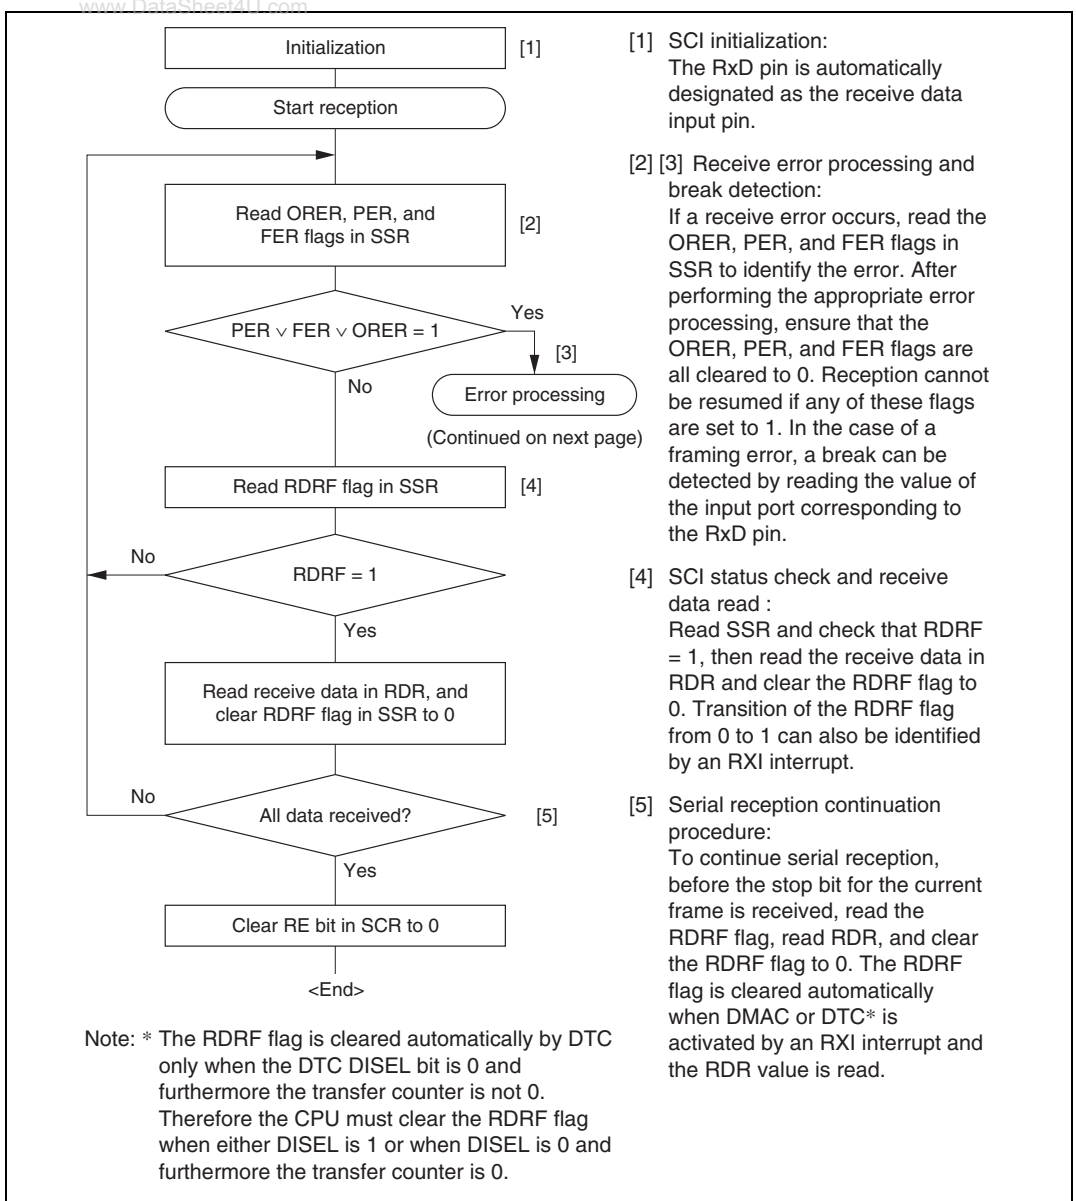 www.DataSheet4U.com
Initialization
[1]
Start reception
Read ORER, PER, and
FER flags in SSR
[2]
PER ∨ FER ∨ ORER = 1
Yes
[3]
No
Error processing
(Continued on next page)
Read RDRF flag in SSR
[4]
No
RDRF = 1
Yes
Read receive data in RDR, and
clear RDRF flag in SSR to 0
No
All data received?
[5]
Yes
Clear RE bit in SCR to 0
<End>
[1] SCI initialization:
The RxD pin is automatically
designated as the receive data
input pin.
[2] [3] Receive error processing and
break detection:
If a receive error occurs, read the
ORER, PER, and FER flags in
SSR to identify the error. After
performing the appropriate error
processing, ensure that the
ORER, PER, and FER flags are
all cleared to 0. Reception cannot
be resumed if any of these flags
are set to 1. In the case of a
framing error, a break can be
detected by reading the value of
the input port corresponding to
the RxD pin.
[4] SCI status check and receive
data read :
Read SSR and check that RDRF
= 1, then read the receive data in
RDR and clear the RDRF flag to
0. Transition of the RDRF flag
from 0 to 1 can also be identified
by an RXI interrupt.
[5] Serial reception continuation
procedure:
To continue serial reception,
before the stop bit for the current
frame is received, read the
RDRF flag, read RDR, and clear
the RDRF flag to 0. The RDRF
flag is cleared automatically
when DMAC or DTC* is
activated by an RXI interrupt and
the RDR value is read.
Note: * The RDRF flag is cleared automatically by DTC
only when the DTC DISEL bit is 0 and
furthermore the transfer counter is not 0.
Therefore the CPU must clear the RDRF flag
when either DISEL is 1 or when DISEL is 0 and
furthermore the transfer counter is 0.